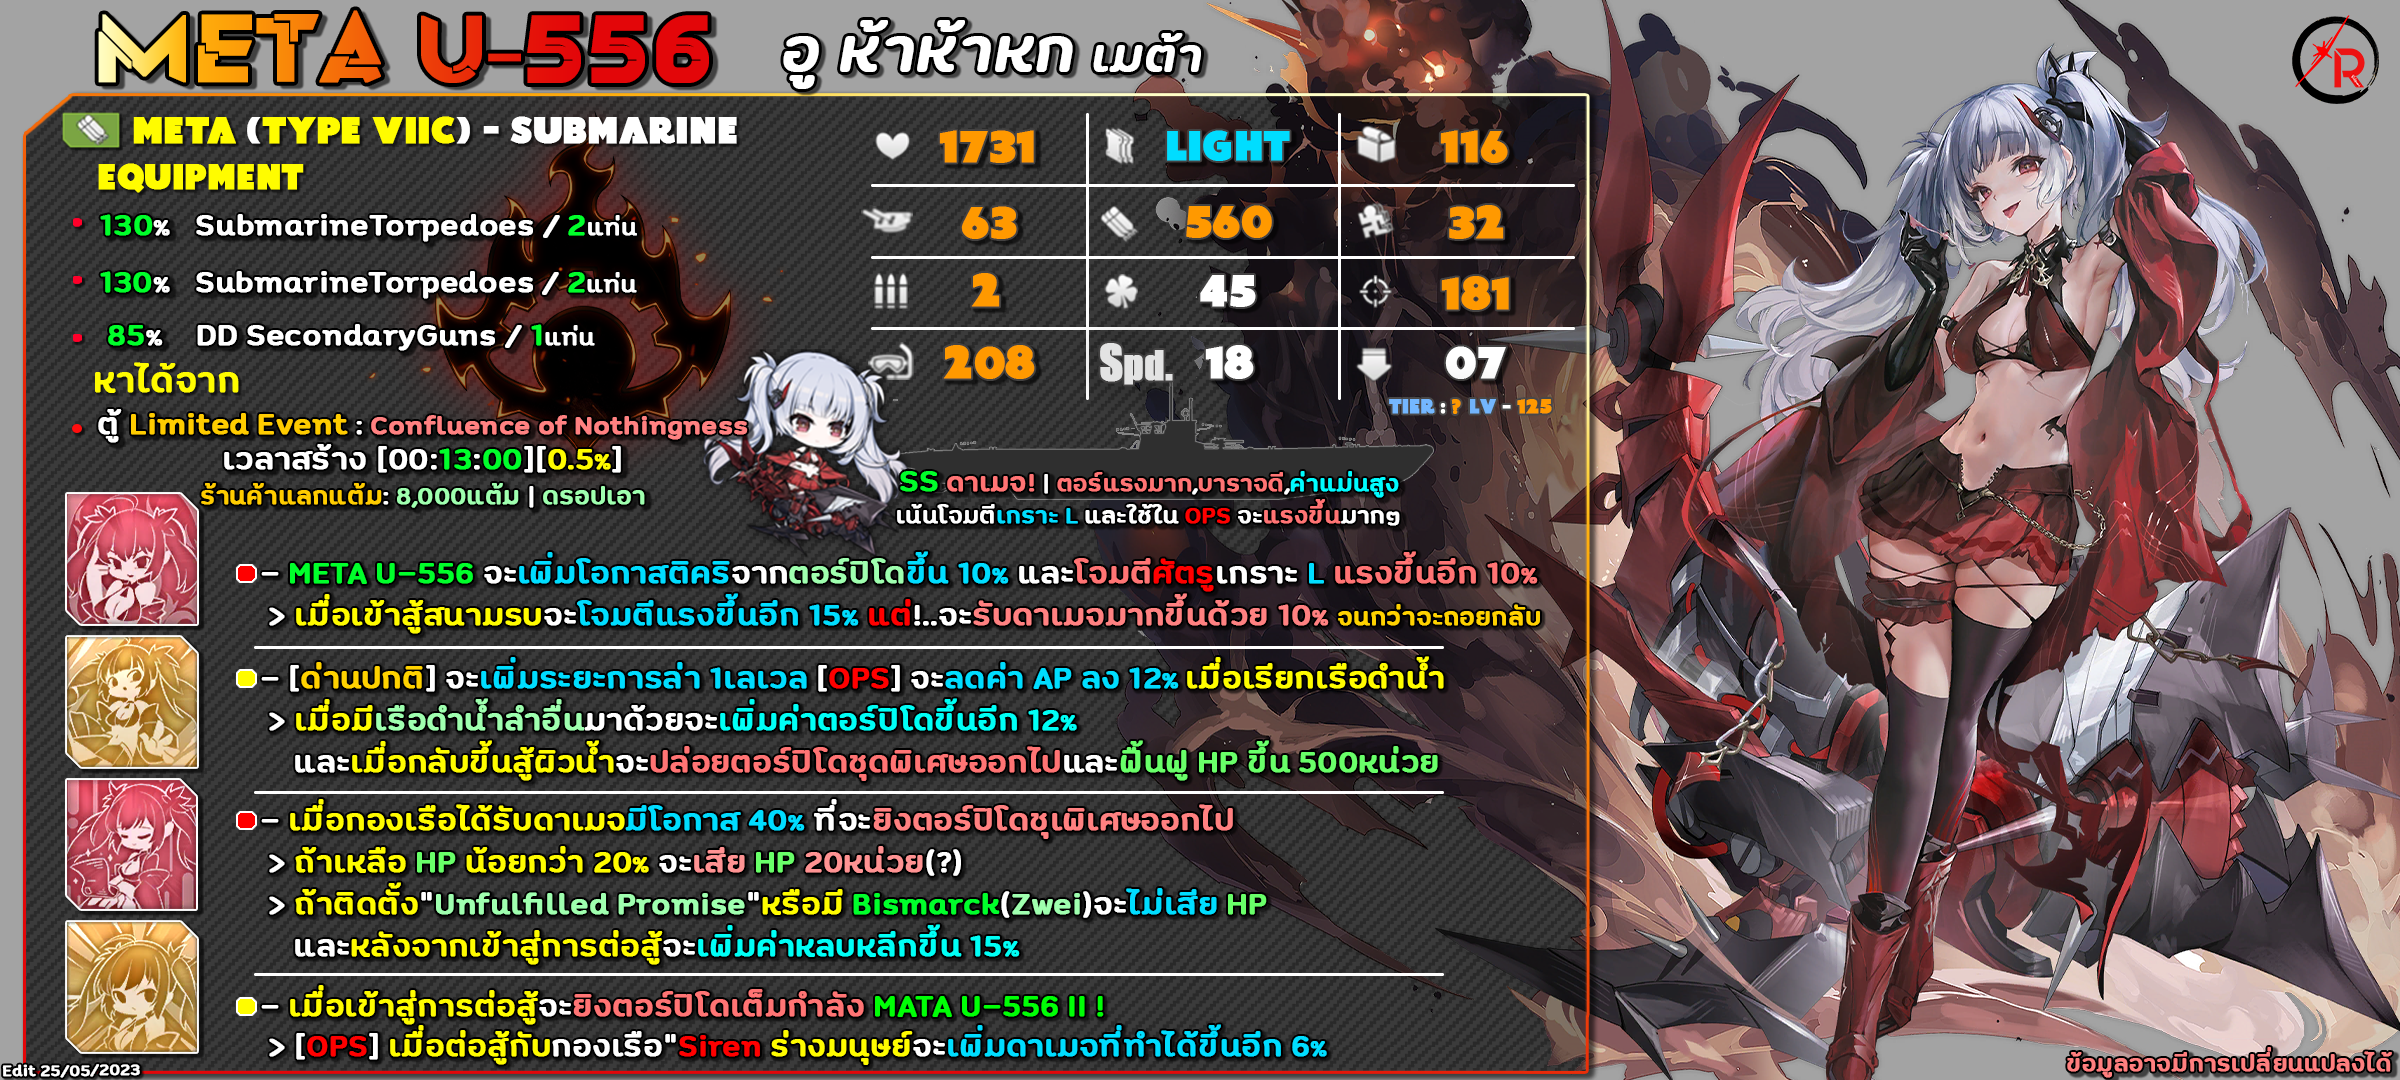 META U-556 อู ห้าห้าหก เมต้า
R
META (TYPE VIIC) - SUBMARINE
EQUIPMENT
130% SubmarineTorpedoes / 2แท่น
130% SubmarineTorpedoes / 2แท่น
85% DD SecondaryGuns / 1แท่น
หาได้จาก
ตู้ Limited Event : Confluence of Nothingness
เวลาสร้าง [00:13:00][0.5%]
ร้านค้าแลกแต้ม: 8,000แต้ม | ดรอปเอา
1731 LIGHT 116
63 560 32
2 45 181
208 Spd. 18 07
TIER : ? LV - 125
SS ดาเมจ! | ตอร์แรงมาก,บาราจดี,ค่าแม่นสูง
เน้นโจมตีเกราะ L และใช้ใน OPS จะแรงขึ้นมากๆ
- META U-556 จะเพิ่มโอกาสติคริจากตอร์ปิโดขึ้น 10% และโจมตีศัตรูเกราะ L แรงขึ้นอีก 10%
> เมื่อเข้าสู้สนามรบจะโจมตีแรงขึ้นอีก 15% แต่!..จะรับดาเมจมากขึ้นด้วย 10% จนกว่าจะถอยกลับ
- [ด่านปกติ] จะเพิ่มระยะการล่า 1เลเวล [OPS] จะลดค่า AP ลง 12% เมื่อเรียกเรือดำน้ำ
> เมื่อมีเรือดำน้ำลำอื่นมาด้วยจะเพิ่มค่าตอร์ปิโดขึ้นอีก 12%
และเมื่อกลับขึ้นสู้ผิวน้ำจะปล่อยตอร์ปิโดชุดพิเศษออกไปและฟื้นฟู HP ขึ้น 500หน่วย
- เมื่อกองเรือได้รับดาเมจมีโอกาส 40% ที่จะยิงตอร์ปิโดชุเพิเศษออกไป
> ถ้าเหลือ HP น้อยกว่า 20% จะเสีย HP 20หน่วย(?)
> ถ้าติดตั้ง"Unfulfilled Promise"หรือมี Bismarck(Zwei)จะไม่เสีย HP
และหลังจากเข้าสู่การต่อสู้จะเพิ่มค่าหลบหลีกขึ้น 15%
- เมื่อเข้าสู่การต่อสู้จะยิงตอร์ปิโดเต็มกำลัง MATA U-556 II !
> [OPS] เมื่อต่อสู้กับกองเรือ"Siren ร่างมนุษย์จะเพิ่มดาเมจที่ทำได้ขึ้นอีก 6%
Edit 25/05/2023
ข้อมูลอาจมีการเปลี่ยนแปลงได้